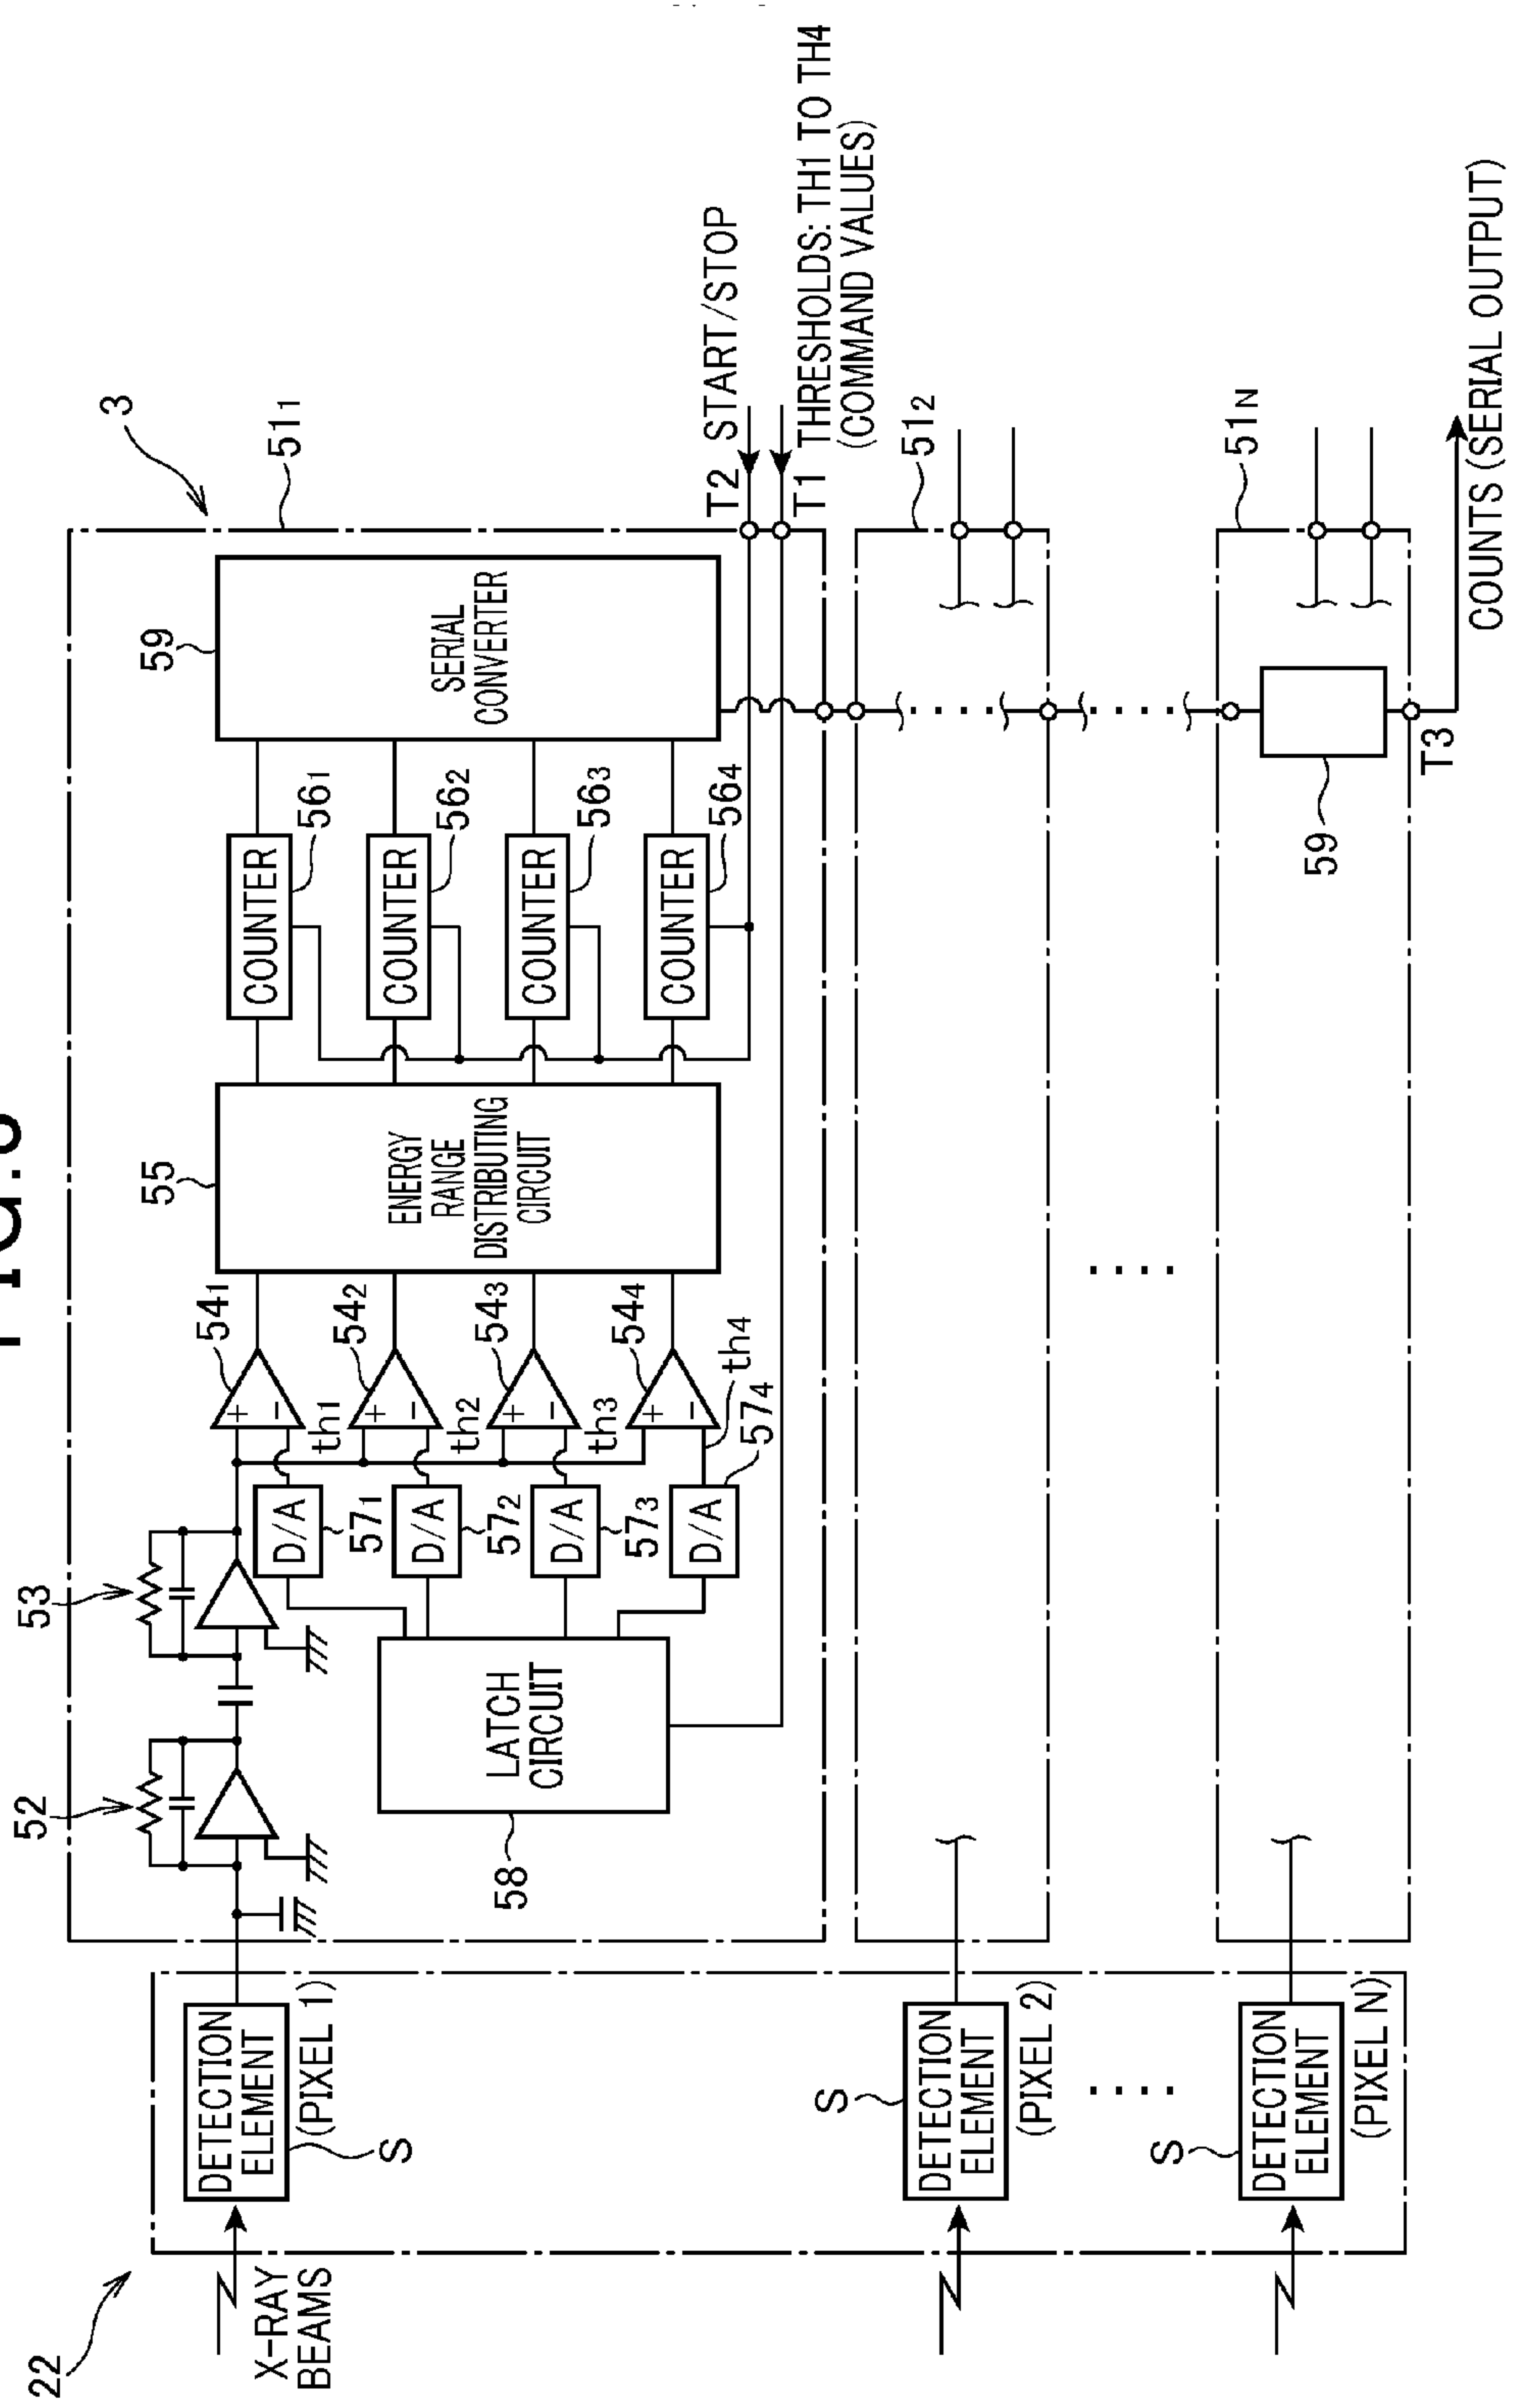 22
X-RAY
BEAMS
DETECTION
ELEMENT
(PIXEL 1)
S
S
DETECTION
ELEMENT
(PIXEL 2)
S
DETECTION
ELEMENT
(PIXEL N)
52
53
58
LATCH
CIRCUIT
D/A
571
D/A
572
D/A
573
D/A
574
541
+
−
th1
542
+
−
th2
543
+
−
th3
544
+
−
th4
55
ENERGY
RANGE
DISTRIBUTING
CIRCUIT
COUNTER
561
COUNTER
562
COUNTER
563
COUNTER
564
59
SERIAL
CONVERTER
3
511
T2
START/STOP
T1
THRESHOLDS: TH1 TO TH4
(COMMAND VALUES)
512
51N
59
T3
COUNTS (SERIAL OUTPUT)